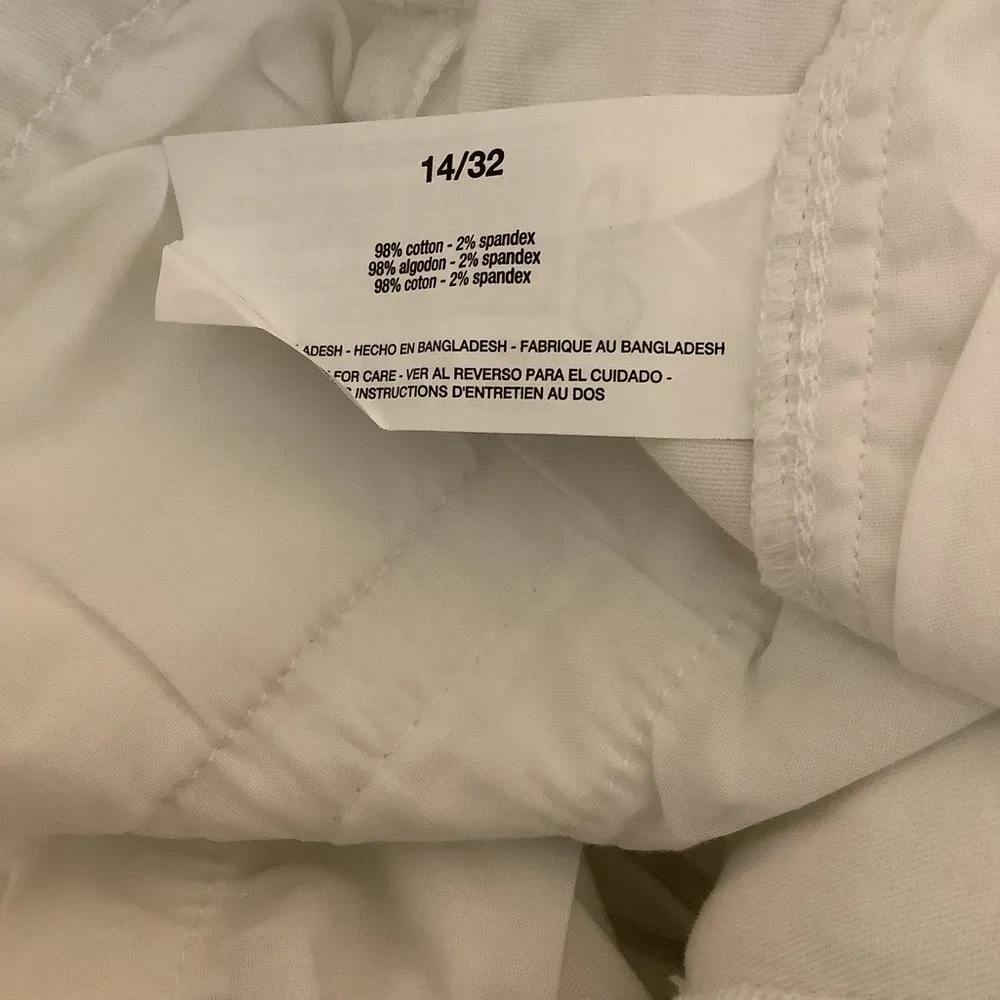 14/32
98% cotton - 2% spandex
98% algodon - 2% spandex
98% coton - 2% spandex
- HECHO EN BANGLADESH - FABRIQUE AU BANGLADESH
FOR CARE - VER AL REVERSO PARA EL CUIDADO -
INSTRUCTIONS D'ENTRETIEN AU DOS